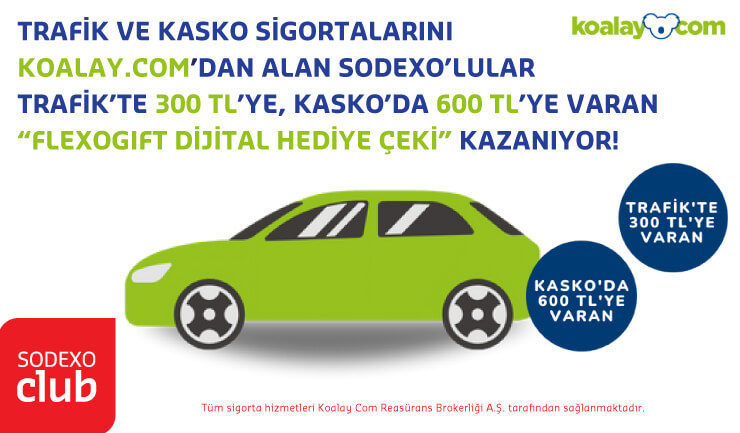 TRAFİK VE KASKO SİGORTALARINI
KOALAY.COM’DAN ALAN SODEXO’LULAR
TRAFİK’TE 300 TL’YE, KASKO’DA 600 TL’YE VARAN
“FLEXOGIFT DİJİTAL HEDİYE ÇEKİ” KAZANIYOR!
koalay.com
TRAFİK'TE
300 TL'YE
VARAN
KASKO'DA
600 TL'YE
VARAN
SODEXO
club
Tüm sigorta hizmetleri Koalay Com Reasürans Brokerliği A.Ş. tarafından sağlanmaktadır.